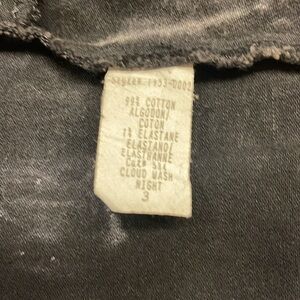 99% COTTON
ALGODON/
COTON
1% ELASTANE
ELASTANO/
ELASTHANNE
CLOUD WASH
NIGHT
3